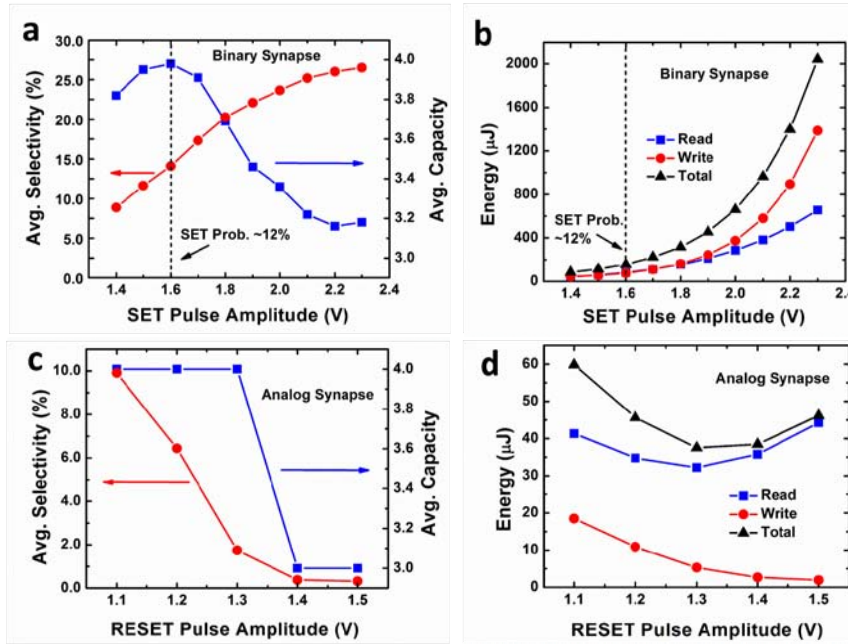 a
30.0
27.0
24.0
21.0
18.0
15.0
12.5
10.0
7.5
5.0
2.5
0.0
Avg. Selectivity (%)
Binary Synapse
SET Prob. ~12%
4.0
3.8
3.6
3.4
3.2
3.0
Avg. Capacity
1.4 1.6 1.8 2.0 2.2 2.4
SET Pulse Amplitude (V)
b
2000
1600
1200
800
400
0
Energy (μJ)
Binary Synapse
Read
Write
Total
SET Prob.
~12%
1.4 1.6 1.8 2.0 2.2 2.4
SET Pulse Amplitude (V)
c
10.0
8.0
6.0
4.0
2.0
0.0
Avg. Selectivity (%)
Analog Synapse
4.0
3.8
3.6
3.4
3.2
3.0
Avg. Capacity
1.1 1.2 1.3 1.4 1.5
RESET Pulse Amplitude (V)
d
60
50
40
30
20
10
0
Energy (μJ)
Analog Synapse
Read
Write
Total
1.1 1.2 1.3 1.4 1.5
RESET Pulse Amplitude (V)